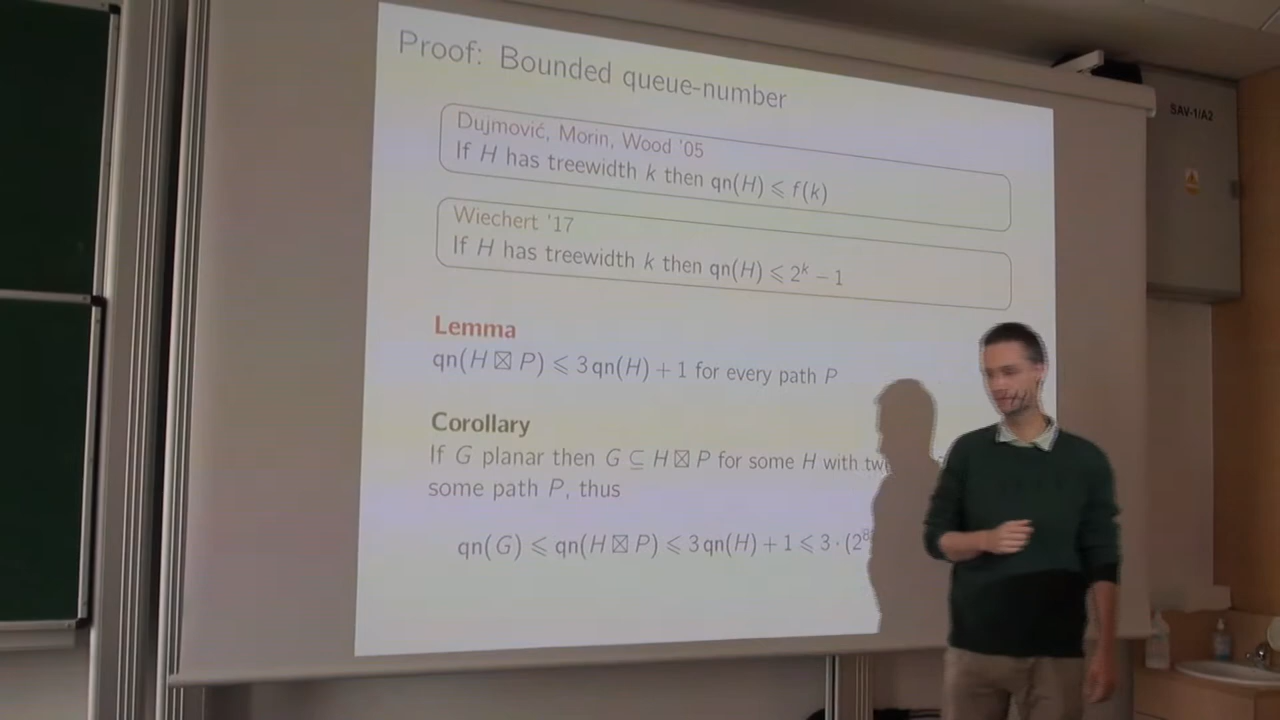 Proof: Bounded queue-number
Dujmović, Morin, Wood '05
If H has treewidth k then qn(H) ⩽ f(k)
Wiechert '17
If H has treewidth k then qn(H) ⩽ 2^k − 1
Lemma
qn(H ⊠ P) ⩽ 3 qn(H) + 1 for every path P
Corollary
If G planar then G ⊆ H ⊠ P for some H with
some path P, thus
qn(G) ⩽ qn(H ⊠ P) ⩽ 3 qn(H) + 1 ⩽ 3 · (2^8
SAV-1/A2